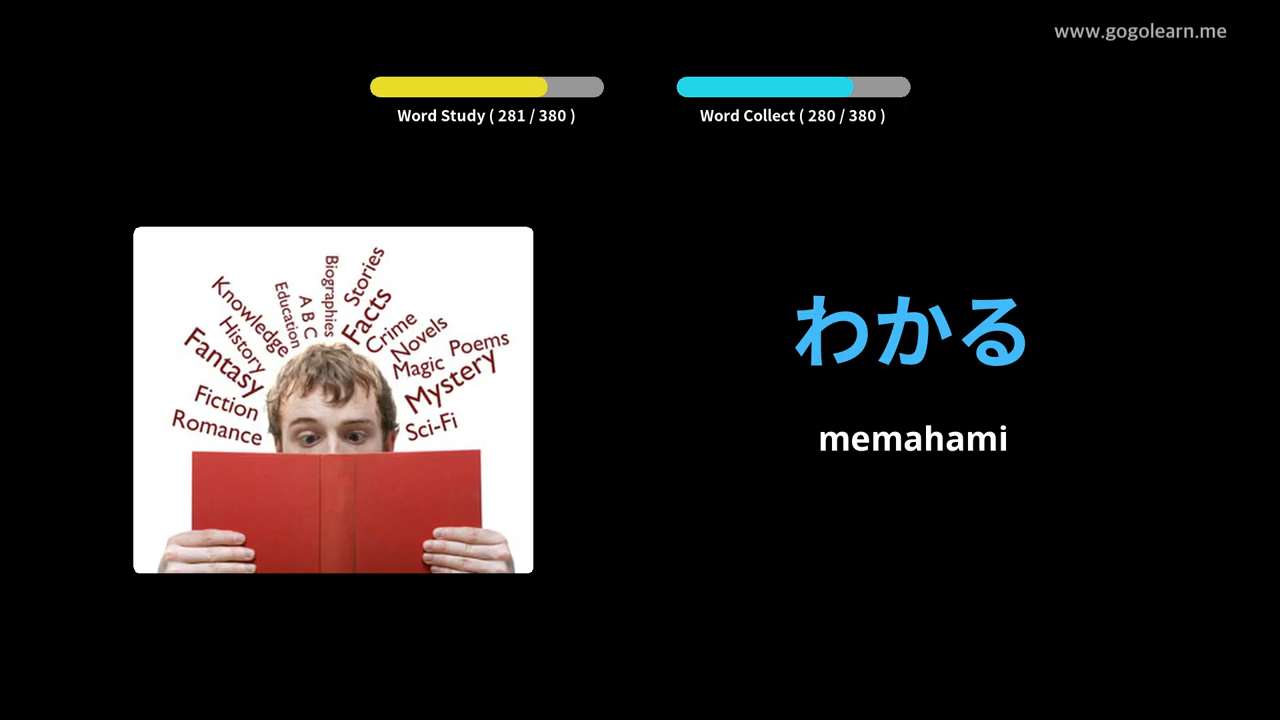 www.gogolearn.me
Word Study ( 281 / 380 )
Word Collect ( 280 / 380 )
Knowledge
Education
A B C
Biographies
Stories
Facts
History
Crime
Novels
Poems
Fantasy
Magic
Mystery
Fiction
Romance
Sci-Fi
わかる
memahami